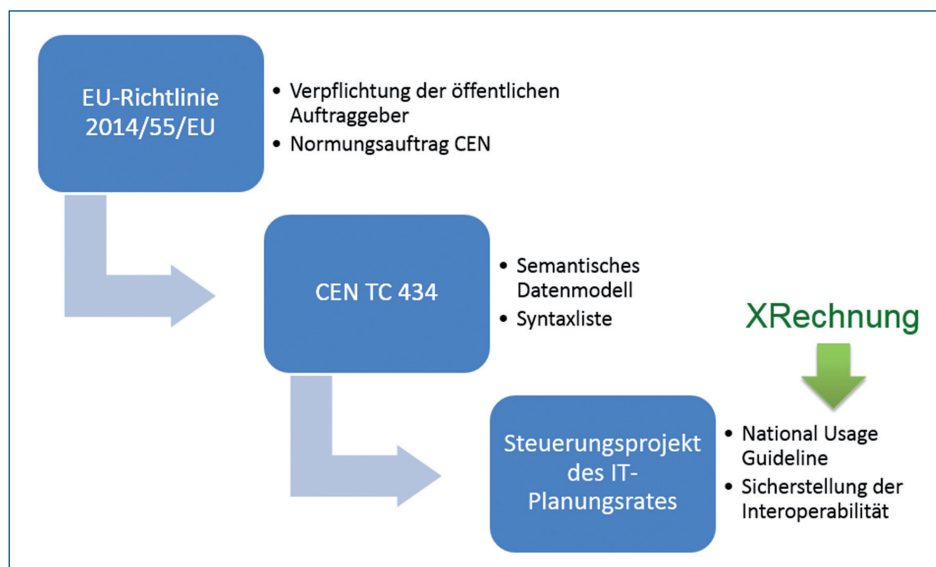 EU-Richtlinie
2014/55/EU
• Verpflichtung der öffentlichen
Auftraggeber
• Normungsauftrag CEN
CEN TC 434
• Semantisches
Datenmodell
• Syntaxliste
XRechnung
Steuerungsprojekt
des IT-
Planungsrates
• National Usage
Guideline
• Sicherstellung der
Interoperabilität